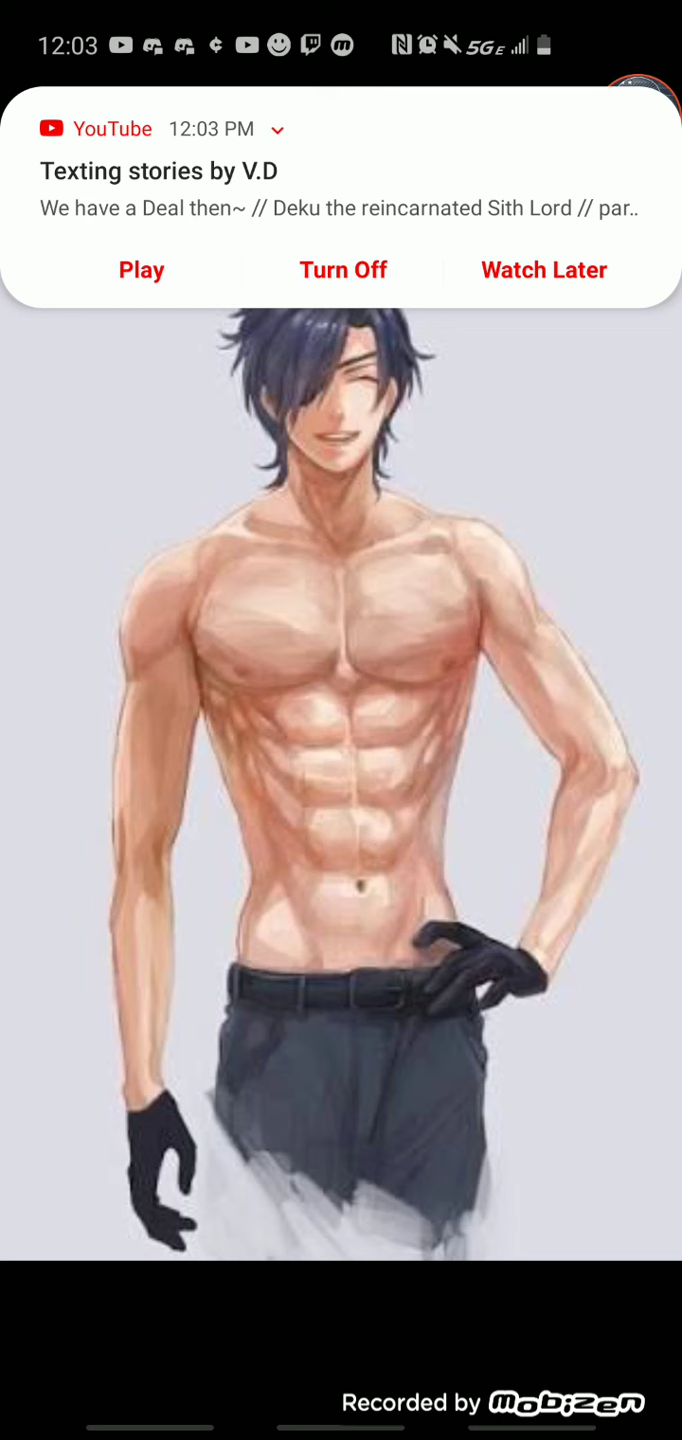 12:03 5GE
YouTube 12:03 PM
Texting stories by V.D
We have a Deal then~ // Deku the reincarnated Sith Lord // par..
Play Turn Off Watch Later
Recorded by mobizen